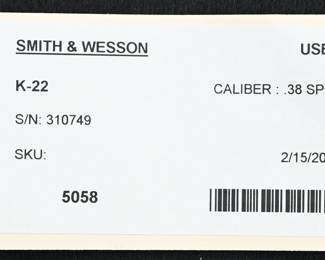 SMITH & WESSON USE
K-22 CALIBER : .38 SP
S/N: 310749
SKU: 2/15/20
5058